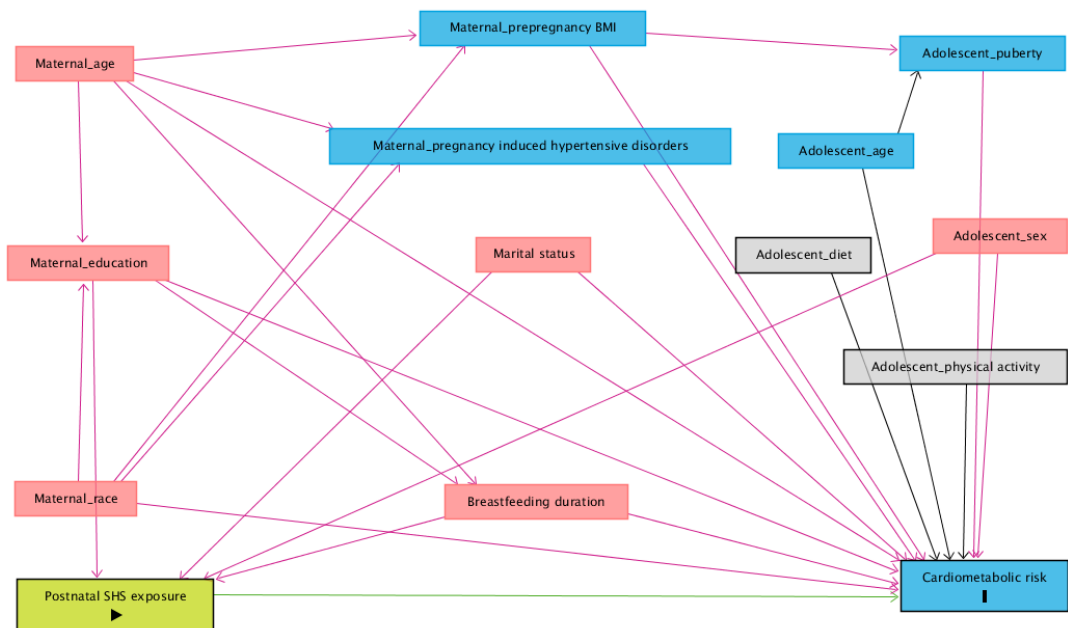 Maternal_prepregnancy BMI
Maternal_age
Adolescent_puberty
Maternal_pregnancy induced hypertensive disorders
Adolescent_age
Adolescent_sex
Maternal_education
Marital status
Adolescent_diet
Adolescent_physical activity
Maternal_race
Breastfeeding duration
Postnatal SHS exposure
Cardiometabolic risk